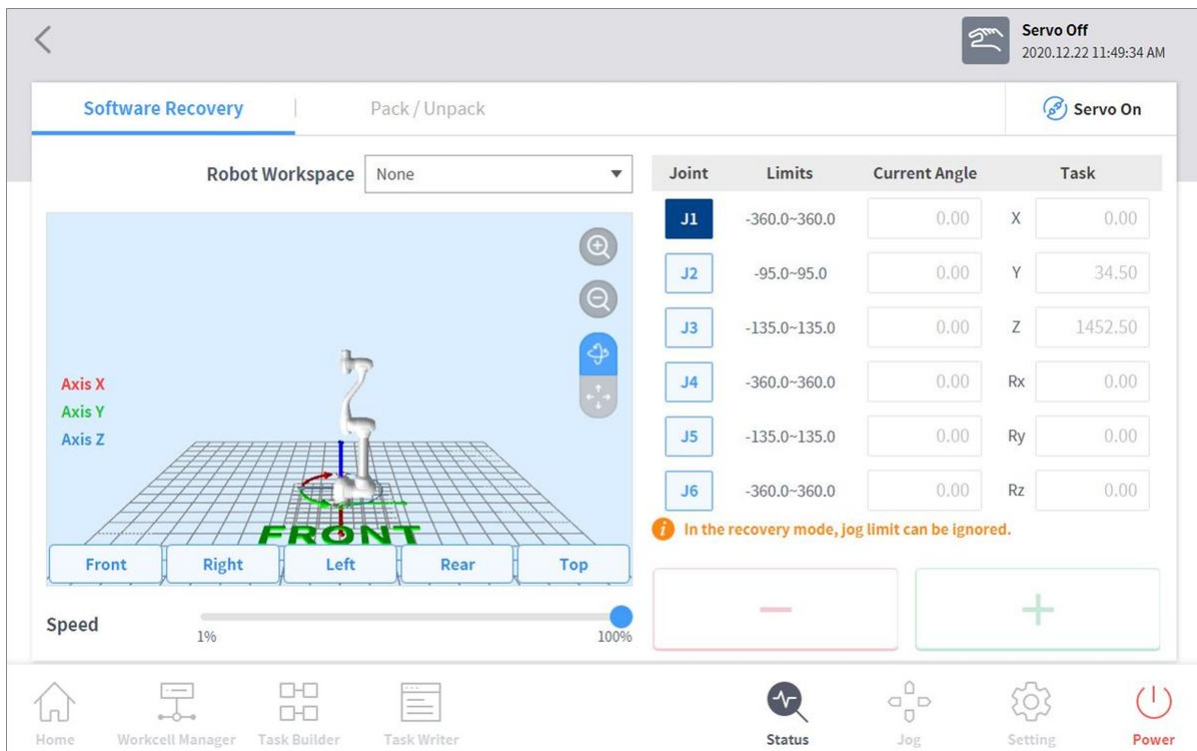 Servo Off
2020.12.22 11:49:34 AM
Software Recovery
Pack / Unpack
Servo On
Robot Workspace
None
Joint Limits Current Angle Task
J1 -360.0~360.0 0.00 X 0.00
J2 -95.0~95.0 0.00 Y 34.50
J3 -135.0~135.0 0.00 Z 1452.50
J4 -360.0~360.0 0.00 Rx 0.00
J5 -135.0~135.0 0.00 Ry 0.00
J6 -360.0~360.0 0.00 Rz 0.00
In the recovery mode, jog limit can be ignored.
Axis X
Axis Y
Axis Z
FRONT
Front Right Left Rear Top
Speed
1% 100%
Home Workcell Manager Task Builder Task Writer Status Jog Setting Power